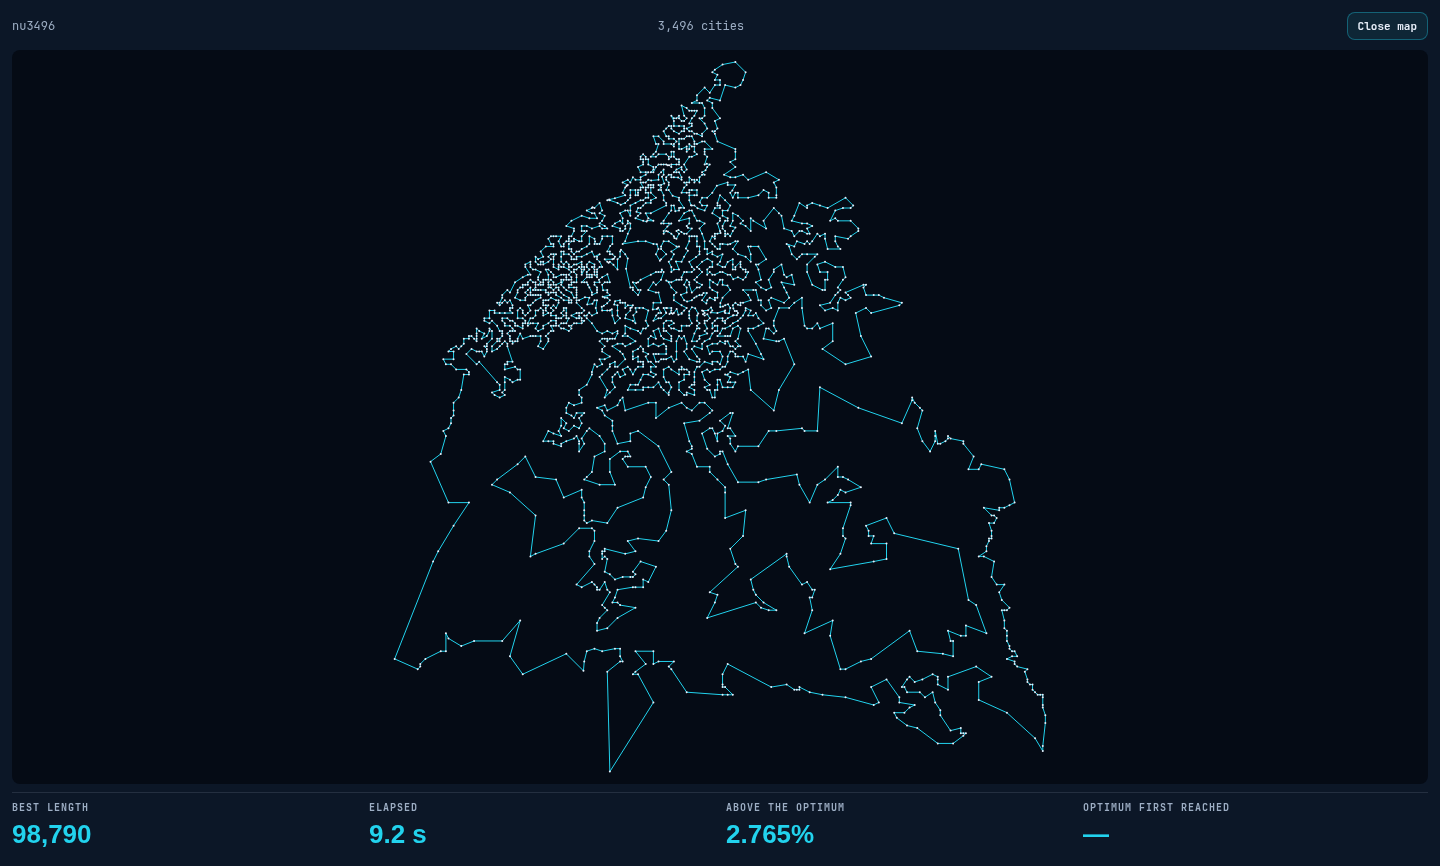 nu3496
3,496 cities
Close map
BEST LENGTH
98,790
ELAPSED
9.2 s
ABOVE THE OPTIMUM
2.765%
OPTIMUM FIRST REACHED
—